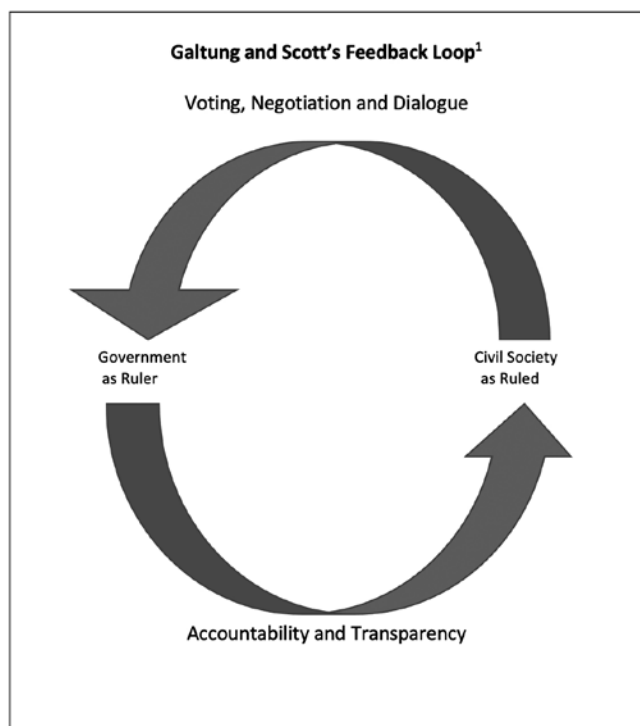 Galtung and Scott's Feedback Loop¹
Voting, Negotiation and Dialogue
Government
as Ruler
Civil Society
as Ruled
Accountability and Transparency